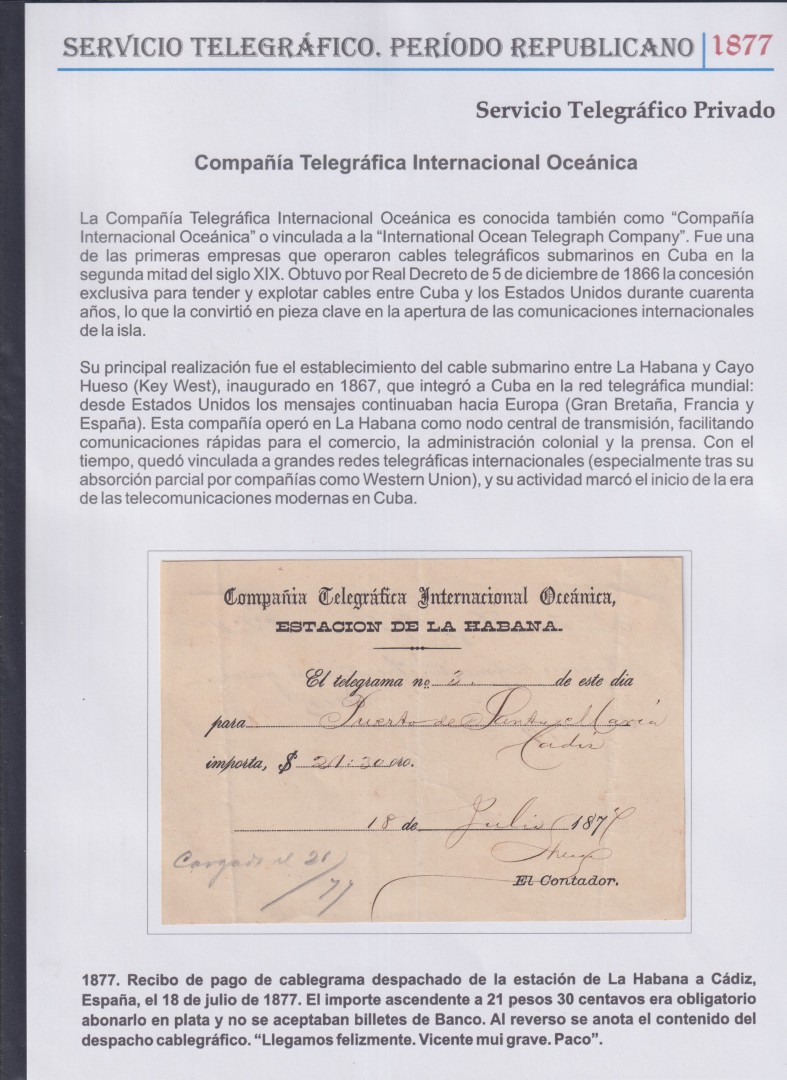 SERVICIO TELEGRÁFICO. PERÍODO REPUBLICANO 1877
Servicio Telegráfico Privado
Compañía Telegráfica Internacional Oceánica
La Compañía Telegráfica Internacional Oceánica es conocida también como “Compañía
Internacional Oceánica” o vinculada a la “International Ocean Telegraph Company”. Fue una
de las primeras empresas que operaron cables telegráficos submarinos en Cuba en la
segunda mitad del siglo XIX. Obtuvo por Real Decreto de 5 de diciembre de 1866 la concesión
exclusiva para tender y explotar cables entre Cuba y los Estados Unidos durante cuarenta
años, lo que la convirtió en pieza clave en la apertura de las comunicaciones internacionales
de la isla.
Su principal realización fue el establecimiento del cable submarino entre La Habana y Cayo
Hueso (Key West), inaugurado en 1867, que integró a Cuba en la red telegráfica mundial:
desde Estados Unidos los mensajes continuaban hacia Europa (Gran Bretaña, Francia y
España). Esta compañía operó en La Habana como nodo central de transmisión, facilitando
comunicaciones rápidas para el comercio, la administración colonial y la prensa. Con el
tiempo, quedó vinculada a grandes redes telegráficas internacionales (especialmente tras su
absorción parcial por compañías como Western Union), y su actividad marcó el inicio de la era
de las telecomunicaciones modernas en Cuba.
Compañia Telegráfica Internacional Oceánica,
ESTACION DE LA HABANA.
El telegrama nº 2. de este dia
para Puerto de Santa Maria
Cadiz
importa, $ 21:30 oro.
18 de Julio 1877
Cargado el 21/77
El Contador.
1877. Recibo de pago de cablegrama despachado de la estación de La Habana a Cádiz,
España, el 18 de julio de 1877. El importe ascendente a 21 pesos 30 centavos era obligatorio
abonarlo en plata y no se aceptaban billetes de Banco. Al reverso se anota el contenido del
despacho cablegráfico. “Llegamos felizmente. Vicente mui grave. Paco”.